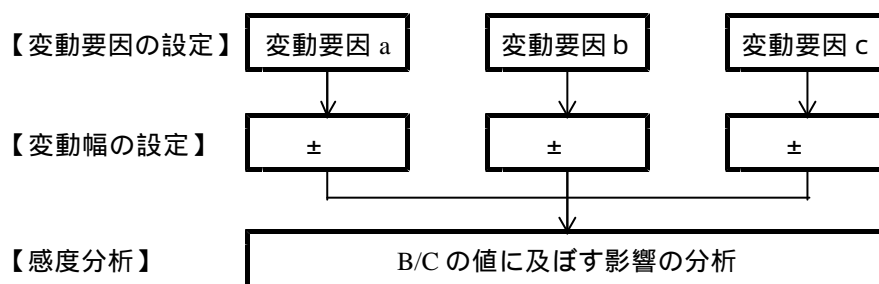 【変動要因の設定】 変動要因 a 変動要因 b 変動要因 c
【変動幅の設定】 ± ± ±
【感度分析】 B/C の値に及ぼす影響の分析